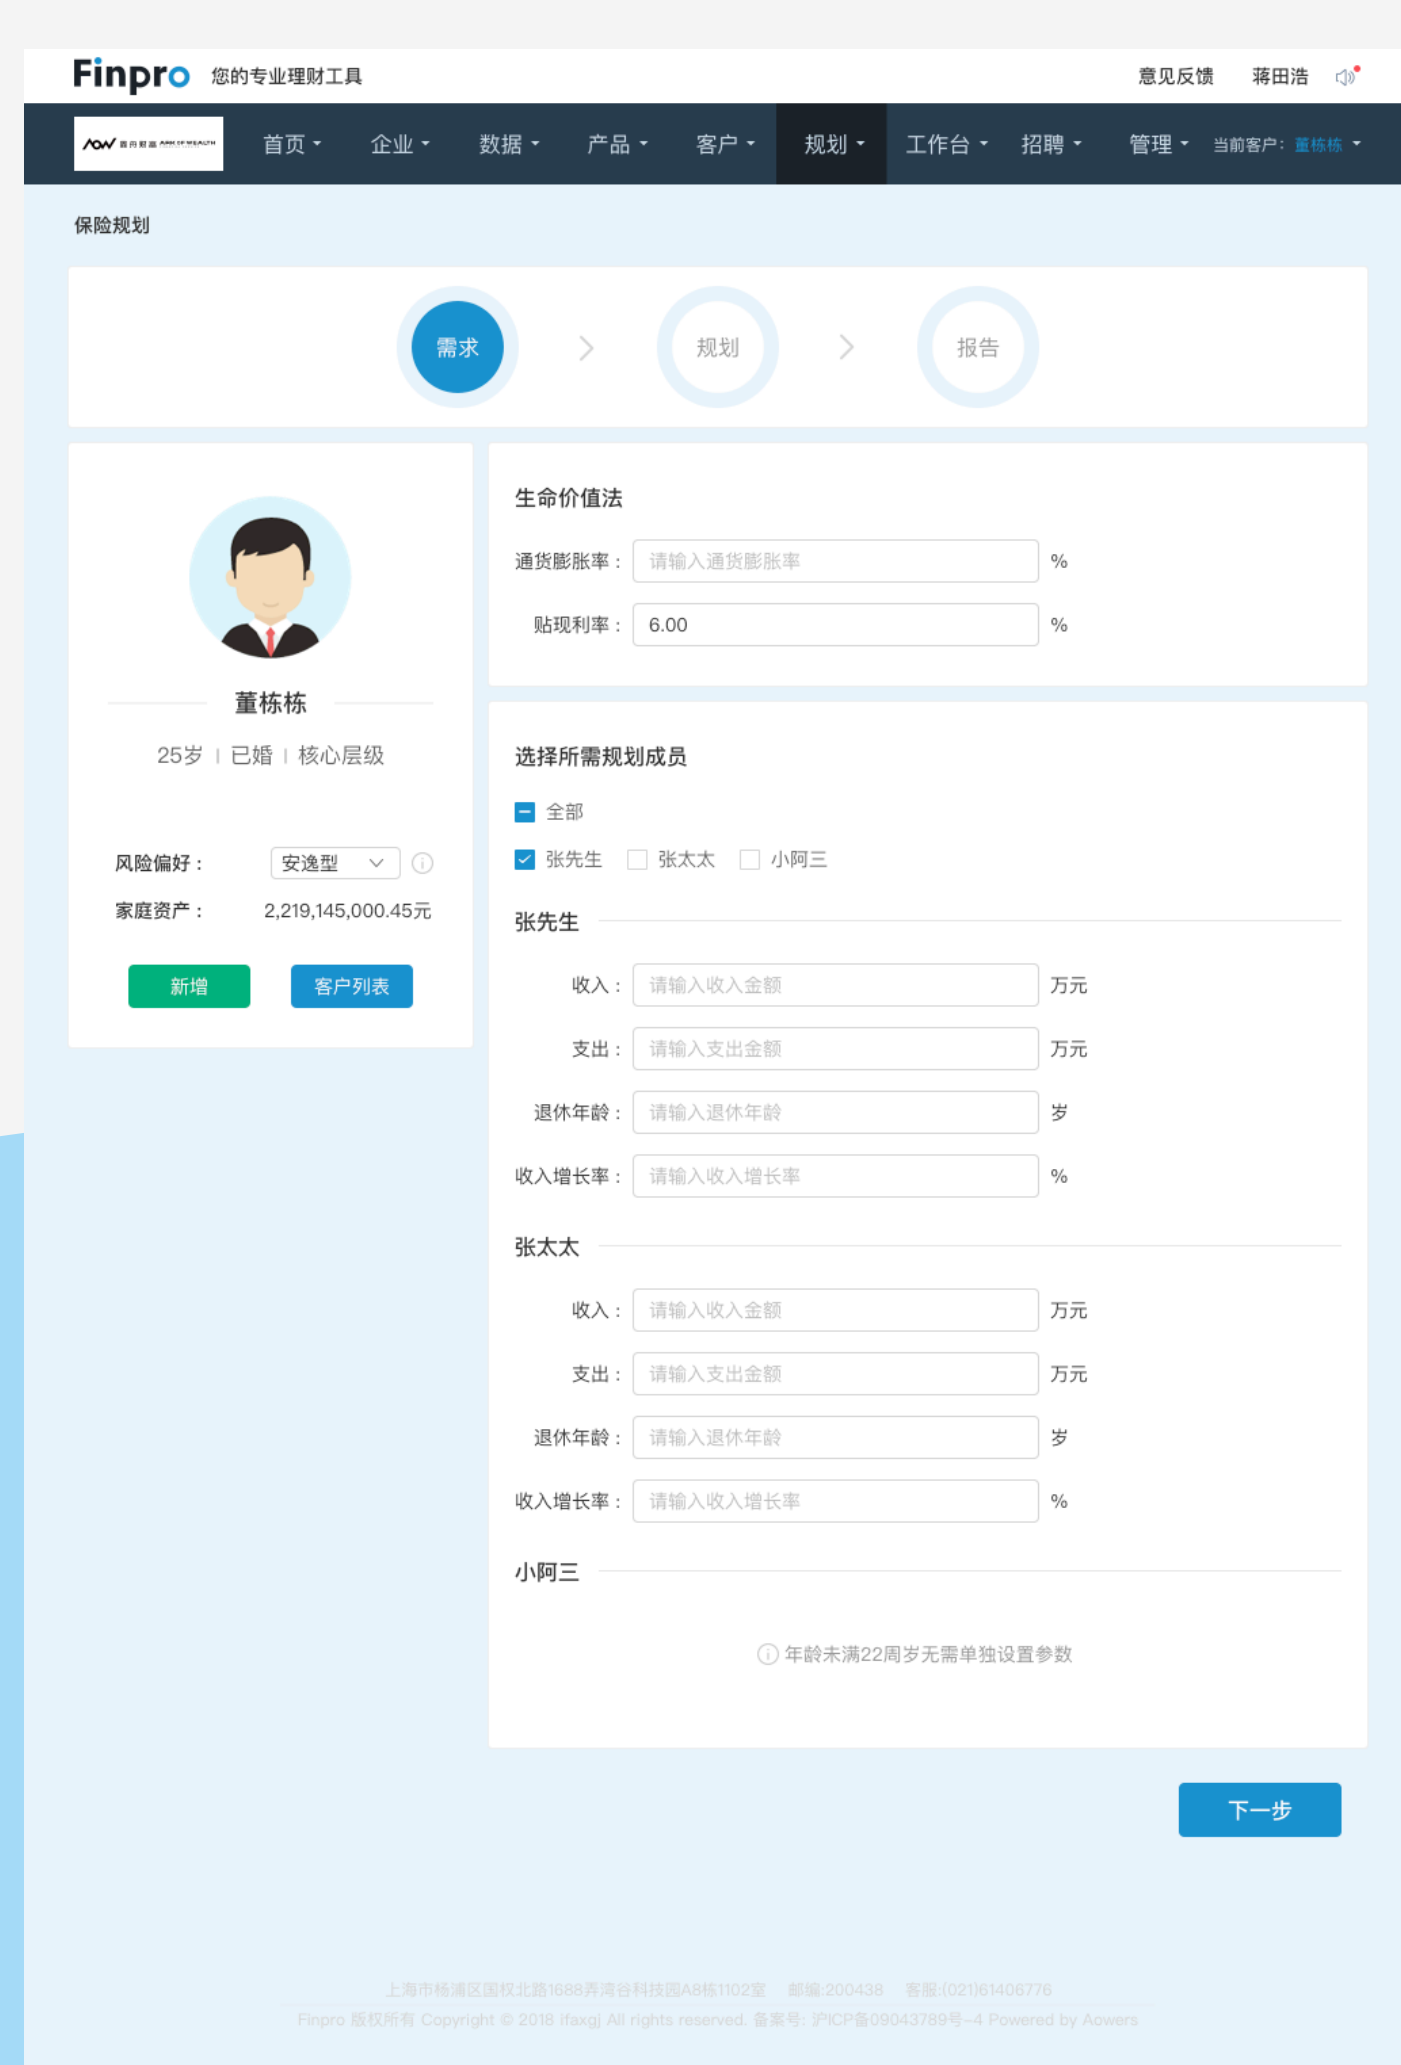 Finpro 您的专业理财工具 意见反馈 蒋田浩
AOW 首页 企业 数据 产品 客户 规划 工作台 招聘 管理 当前客户：董栋栋
保险规划
需求 > 规划 > 报告
董栋栋
25岁 | 已婚 | 核心层级
风险偏好： 安逸型
家庭资产： 2,219,145,000.45元
新增 客户列表
生命价值法
通货膨胀率： 请输入通货膨胀率 %
贴现利率： 6.00 %
选择所需规划成员
全部
张先生 张太太 小阿三
张先生
收入： 请输入收入金额 万元
支出： 请输入支出金额 万元
退休年龄： 请输入退休年龄 岁
收入增长率： 请输入收入增长率 %
张太太
收入： 请输入收入金额 万元
支出： 请输入支出金额 万元
退休年龄： 请输入退休年龄 岁
收入增长率： 请输入收入增长率 %
小阿三
年龄未满22周岁无需单独设置参数
下一步
上海市杨浦区国权北路1688弄湾谷科技园A8栋1102室 邮编:200438 客服:(021)61406776
Finpro 版权所有 Copyright © 2018 ifaxgj All rights reserved. 备案号: 沪ICP备09043789号-4 Powered by Aowers